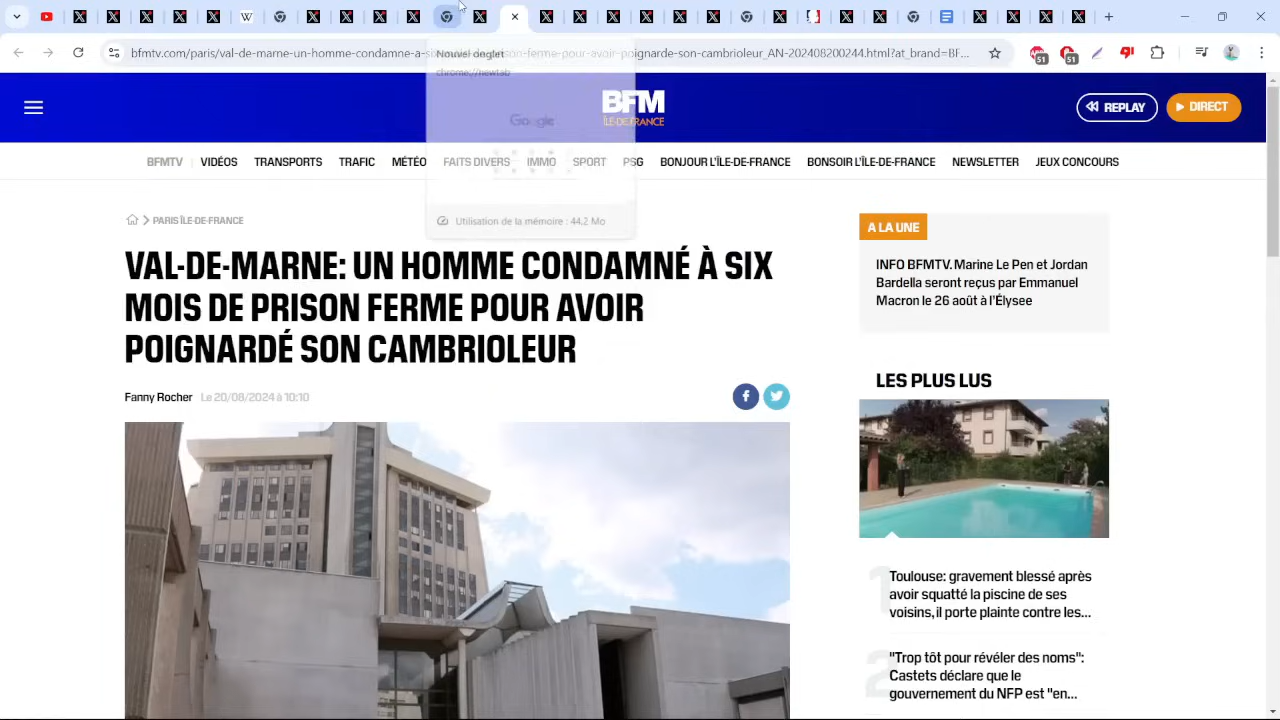 bfmtv.com/paris/val-de-marne-un-homme-condamne-a-si
son-ferme-pour-avoir-poignarde-son-cambrioleur_AN-202408200244.html?at_brand=BF...
51
51
Nouvel onglet
chrome://newtab
Google
BFM
ÎLE-DE-FRANCE
REPLAY
DIRECT
BFMTV
VIDÉOS
TRANSPORTS
TRAFIC
MÉTÉO
FAITS DIVERS
IMMO
SPORT
PSG
BONJOUR L'ÎLE-DE-FRANCE
BONSOIR L'ÎLE-DE-FRANCE
NEWSLETTER
JEUX CONCOURS
Utilisation de la mémoire : 44,2 Mo
PARIS ÎLE-DE-FRANCE
VAL-DE-MARNE: UN HOMME CONDAMNÉ À SIX
MOIS DE PRISON FERME POUR AVOIR
POIGNARDÉ SON CAMBRIOLEUR
Fanny Rocher Le 20/08/2024 à 10:10
A LA UNE
INFO BFMTV. Marine Le Pen et Jordan
Bardella seront reçus par Emmanuel
Macron le 26 août à l'Élysee
LES PLUS LUS
1
Toulouse: gravement blessé après
avoir squatté la piscine de ses
voisins, il porte plainte contre les...
2
"Trop tôt pour révéler des noms":
Castets déclare que le
gouvernement du NFP est "en...